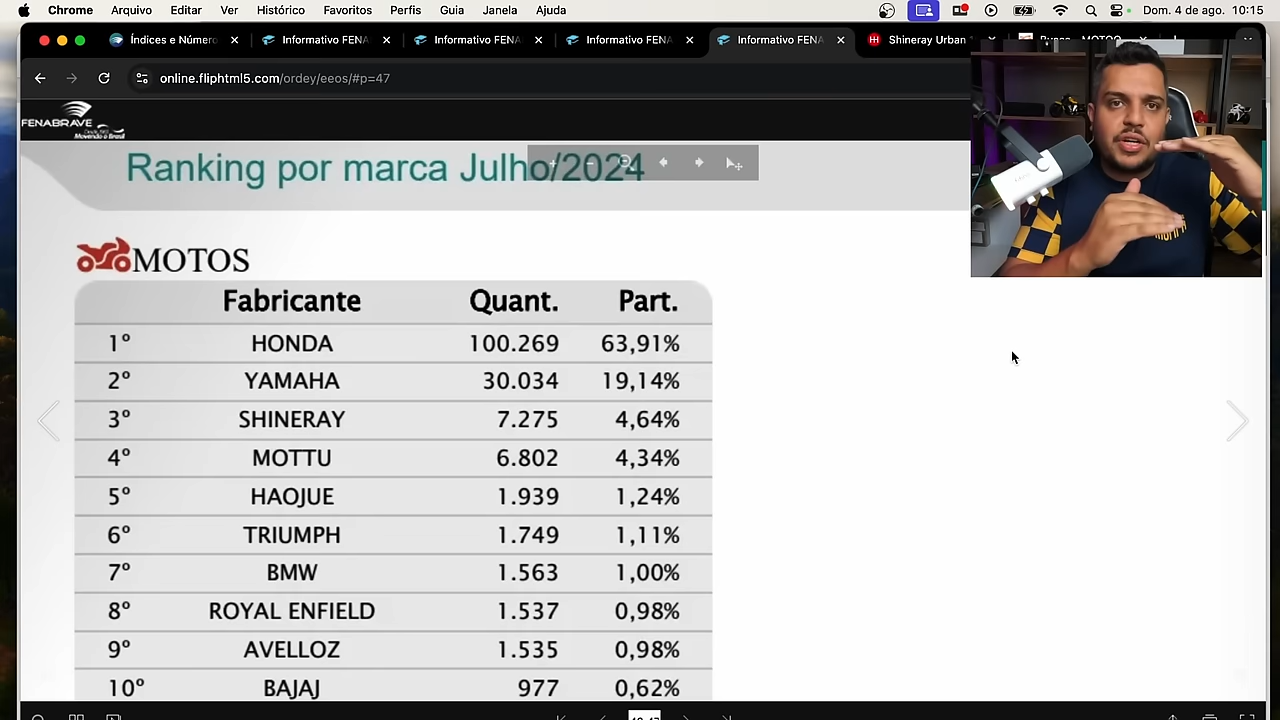 Chrome Arquivo Editar Ver Histórico Favoritos Perfis Guia Janela Ajuda Dom. 4 de ago. 10:15
Índices e Número Informativo FENA Informativo FENA Informativo FENA Informativo FENA Shineray Urban
online.fliphtml5.com/ordey/eeos/#p=47
FENABRAVE
Desde 1965
Movendo o Brasil
Ranking por marca Julho/2024
MOTOS
Fabricante Quant. Part.
1º HONDA 100.269 63,91%
2º YAMAHA 30.034 19,14%
3º SHINERAY 7.275 4,64%
4º MOTTU 6.802 4,34%
5º HAOJUE 1.939 1,24%
6º TRIUMPH 1.749 1,11%
7º BMW 1.563 1,00%
8º ROYAL ENFIELD 1.537 0,98%
9º AVELLOZ 1.535 0,98%
10º BAJAJ 977 0,62%